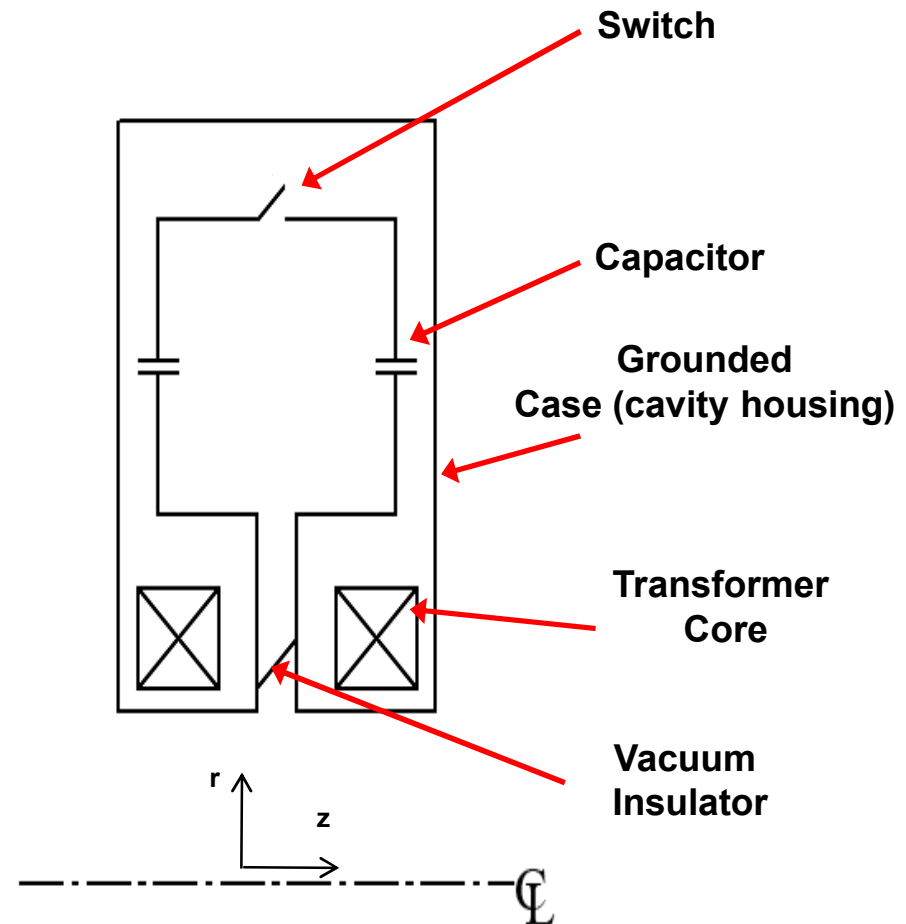 Switch
Capacitor
Grounded
Case (cavity housing)
Transformer
Core
Vacuum
Insulator
r
z
℄